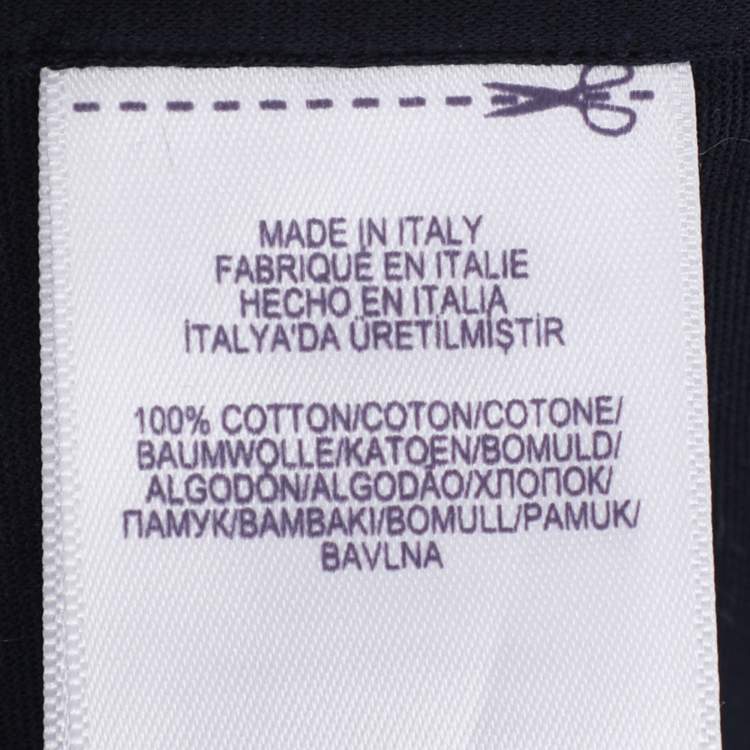 MADE IN ITALY
FABRIQUÉ EN ITALIE
HECHO EN ITALIA
İTALYA'DA ÜRETİLMİŞTİR
100% COTTON/COTON/COTONE/
BAUMWOLLE/KATOEN/BOMULD/
ALGODÓN/ALGODÃO/ХЛОПОК/
ПАМУК/BAMBAKI/BOMULL/PAMUK/
BAVLNA